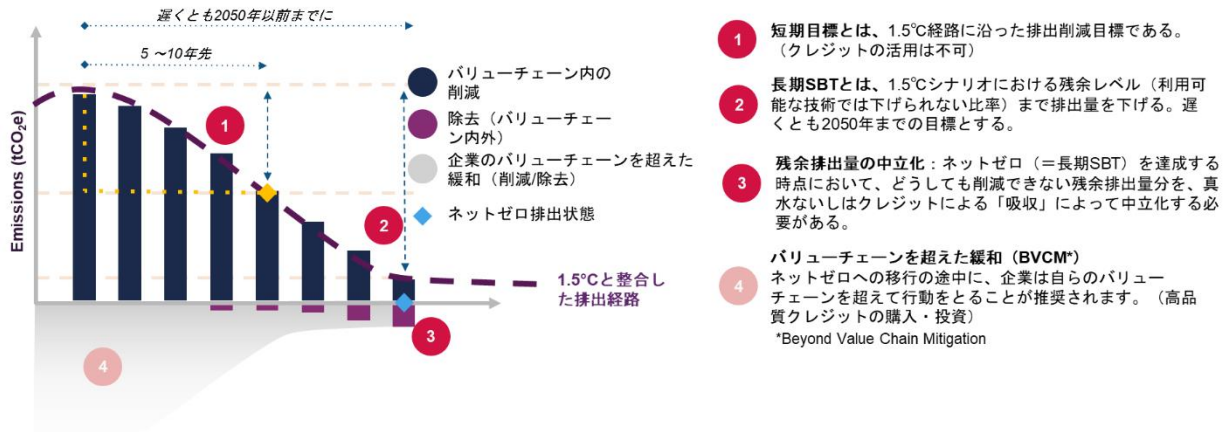 遅くとも2050年以前までに
5 ～10年先
Emissions (tCO2e)
バリューチェーン内の
削減
除去（バリューチェー
ン内外）
企業のバリューチェーンを超えた
緩和（削減/除去）
ネットゼロ排出状態
1
2
3
4
1.5°Cと整合し
た排出経路
1
短期目標とは、1.5℃経路に沿った排出削減目標である。
（クレジットの活用は不可）
2
長期SBTとは、1.5℃シナリオにおける残余レベル（利用可
能な技術では下げられない比率）まで排出量を下げる。遅
くとも2050年までの目標とする。
3
残余排出量の中立化：ネットゼロ（＝長期SBT）を達成する
時点において、どうしても削減できない残余排出量分を、真
水ないしはクレジットによる「吸収」によって中立化する必
要がある。
4
バリューチェーンを超えた緩和（BVCM*）
ネットゼロへの移行の途中に、企業は自らのバリュー
チェーンを超えて行動をとることが推奨されます。（高品
質クレジットの購入・投資）
*Beyond Value Chain Mitigation